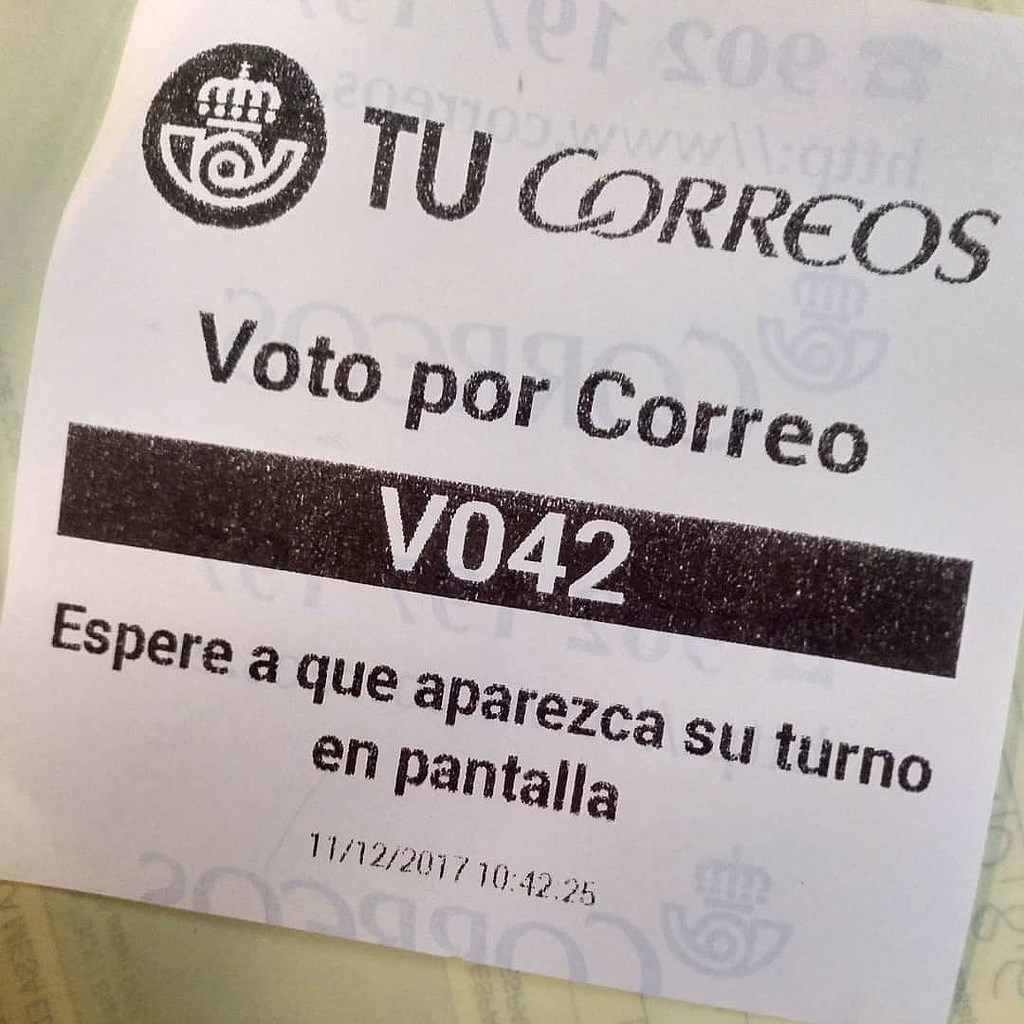 TU CORREOS
Voto por Correo
V042
Espere a que aparezca su turno
en pantalla
11/12/2017 10:42.25